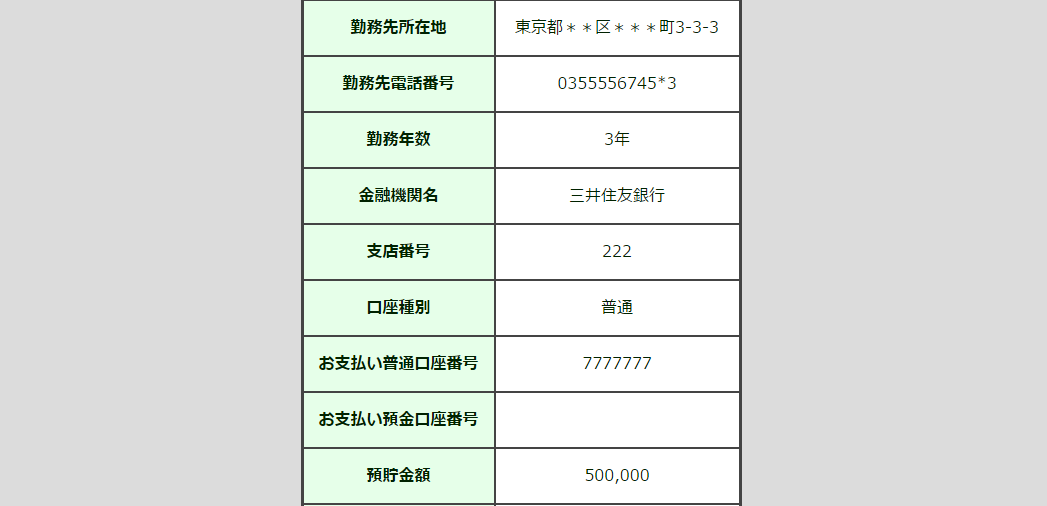 勤務先所在地 東京都＊＊区＊＊＊町3-3-3
勤務先電話番号 0355556745*3
勤務年数 3年
金融機関名 三井住友銀行
支店番号 222
口座種別 普通
お支払い普通口座番号 7777777
お支払い預金口座番号
預貯金額 500,000